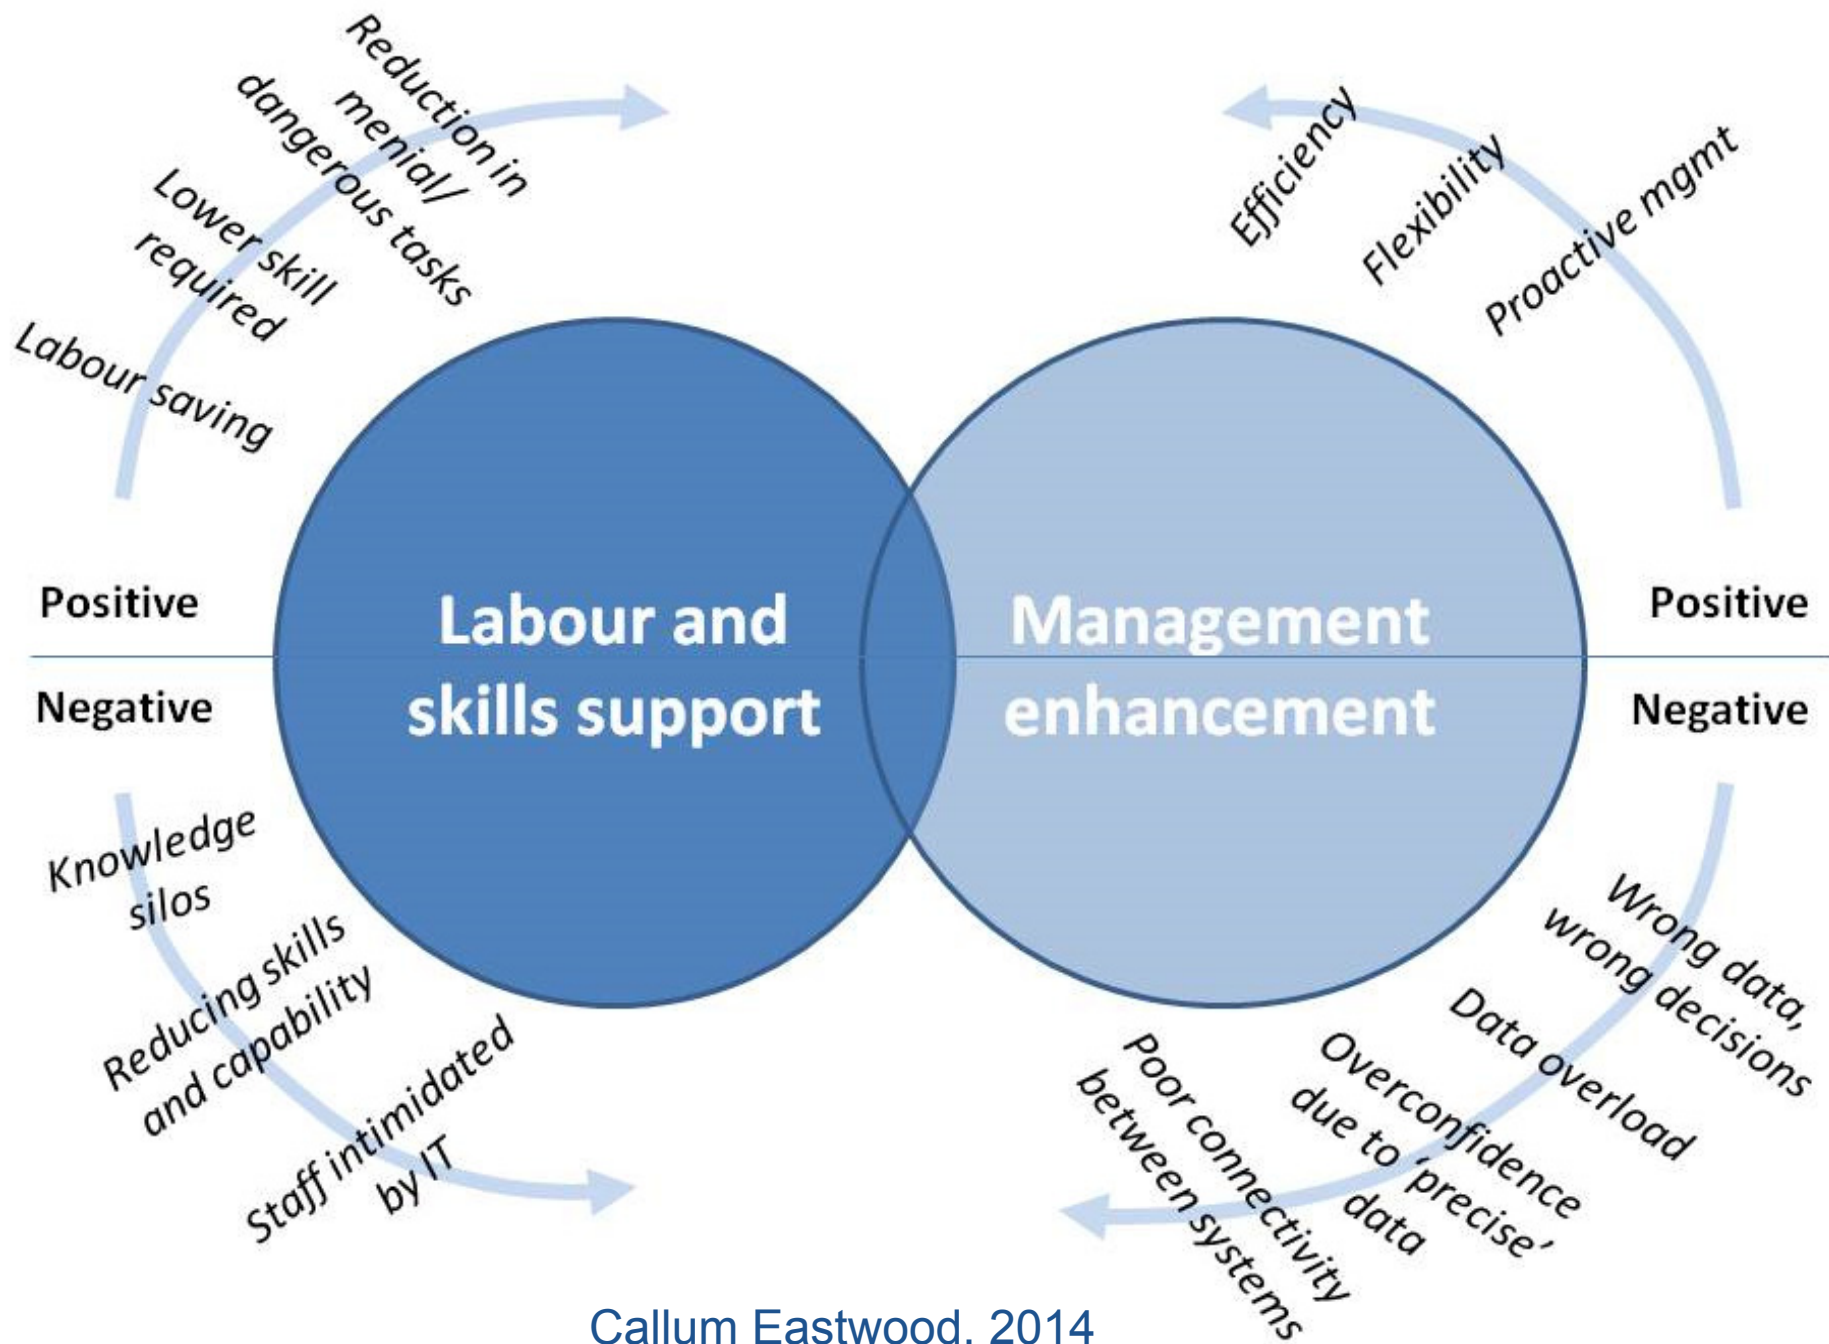 Reduction in
menial/
dangerous tasks
Lower skill
required
Labour saving
Efficiency
Flexibility
Proactive mgmt
Positive
Negative
Labour and
skills support
Management
enhancement
Positive
Negative
Knowledge
silos
Reducing skills
and capability
Staff intimidated
by IT
Wrong data,
wrong decisions
Data overload
Overconfidence
due to ‘precise’
data
Poor connectivity
between systems
Callum Eastwood, 2014